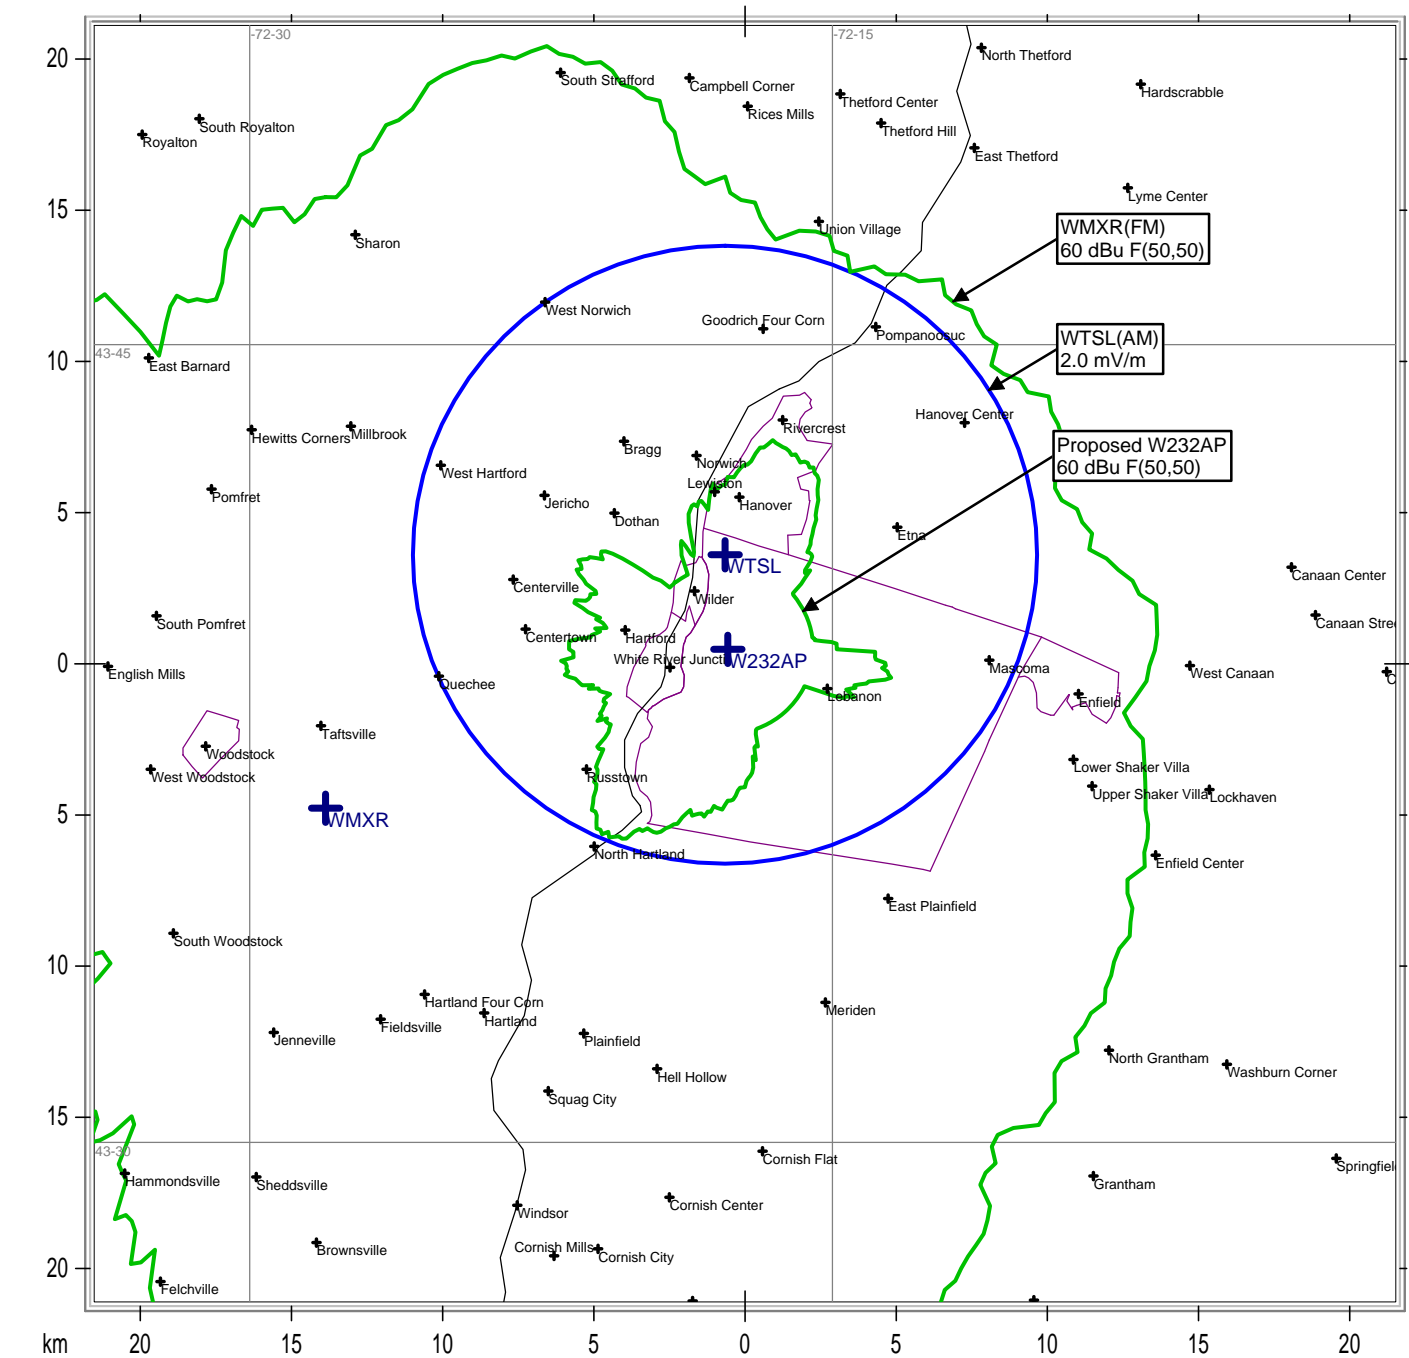 20
-72-30
-72-15
North Thetford
South Strafford
Campbell Corner
Hardscrabble
Thetford Center
Rices Mills
South Royalton
Thetford Hill
Royalton
East Thetford
15
Lyme Center
Union Village
WMXR(FM)
60 dBu F(50,50)
Sharon
West Norwich
Goodrich Four Corn
Pompanoosuc
WTSL(AM)
2.0 mV/m
43-45
10
East Barnard
Hanover Center
Rivercrest
Hewitts Corners
Millbrook
Bragg
Proposed W232AP
60 dBu F(50,50)
Norwich
West Hartford
Lewiston
Pomfret
Jericho
Hanover
5
Dothan
Etna
WTSL
Canaan Center
Centerville
Wilder
South Pomfret
Canaan Stre
Centertown
Hartford
White River Juncti
W232AP
0
English Mills
Mascoma
West Canaan
C
Quechee
Lebanon
Enfield
Taftsville
Woodstock
Lower Shaker Villa
West Woodstock
Russtown
Upper Shaker Villa
Lockhaven
5
WMXR
North Hartland
Enfield Center
East Plainfield
South Woodstock
10
Hartland Four Corn
Meriden
Hartland
Fieldsville
Jenneville
Plainfield
North Grantham
Washburn Corner
Hell Hollow
Squag City
15
43-30
Cornish Flat
Hammondsville
Sheddsville
Grantham
Springfiel
Cornish Center
Windsor
Brownsville
Cornish Mills
Cornish City
20
Felchville
km
20
15
10
5
0
5
10
15
20